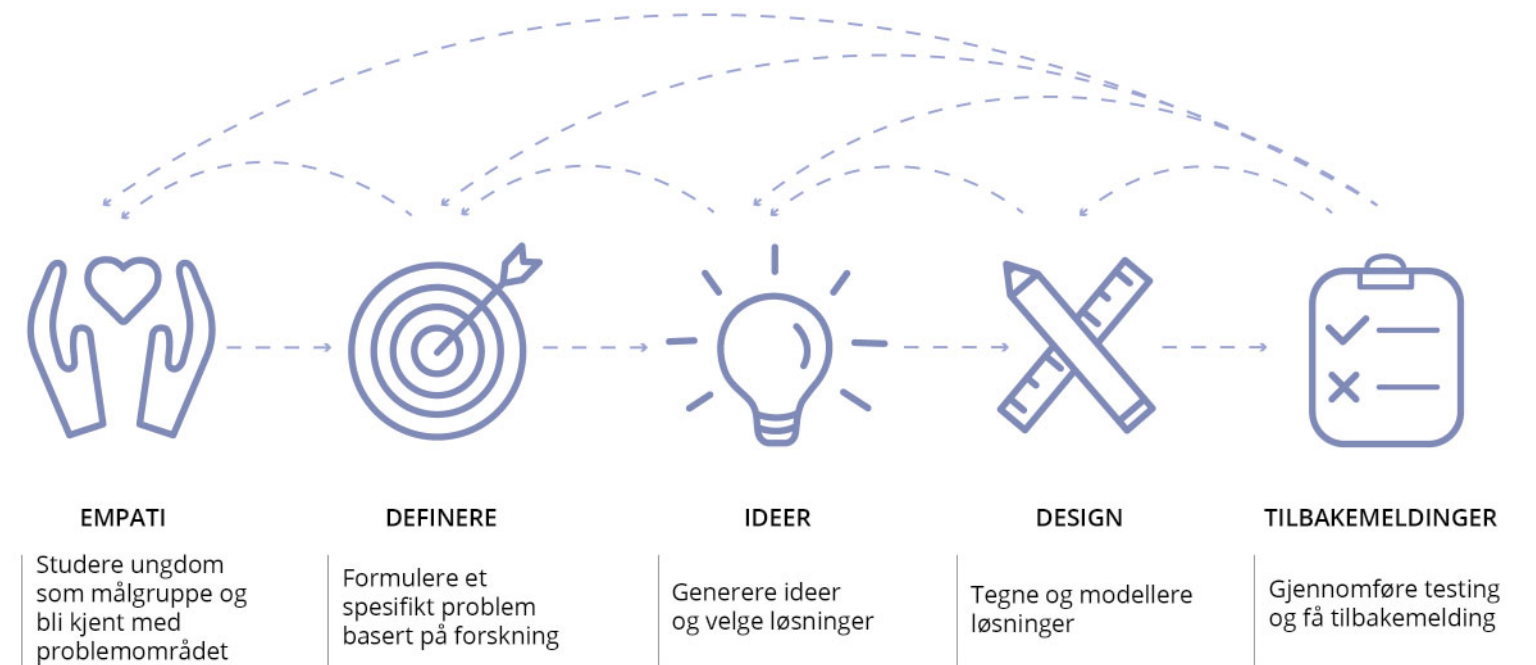 EMPATI
Studere ungdom
som målgruppe og
bli kjent med
problemområdet
DEFINERE
Formulere et
spesifikt problem
basert på forskning
IDEER
Generere ideer
og velge løsninger
DESIGN
Tegne og modellere
løsninger
TILBAKEMELDINGER
Gjennomføre testing
og få tilbakemelding